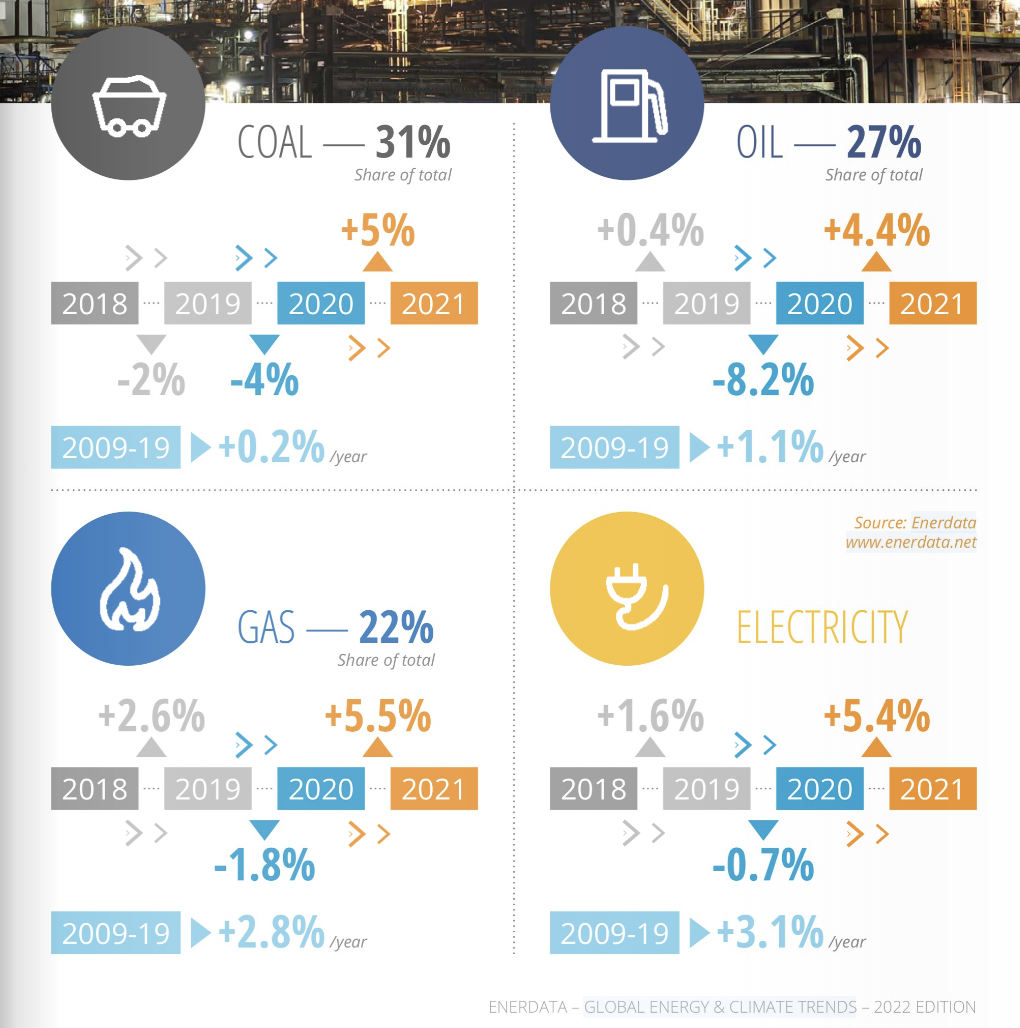 COAL — 31%
Share of total
+5%
2018 2019 2020 2021
-2% -4%
2009-19 +0.2% /year
OIL — 27%
Share of total
+0.4% +4.4%
2018 2019 2020 2021
-8.2%
2009-19 +1.1% /year
GAS — 22%
Share of total
+2.6% +5.5%
2018 2019 2020 2021
-1.8%
2009-19 +2.8% /year
Source: Enerdata
www.enerdata.net
ELECTRICITY
+1.6% +5.4%
2018 2019 2020 2021
-0.7%
2009-19 +3.1% /year
ENERDATA – GLOBAL ENERGY & CLIMATE TRENDS – 2022 EDITION